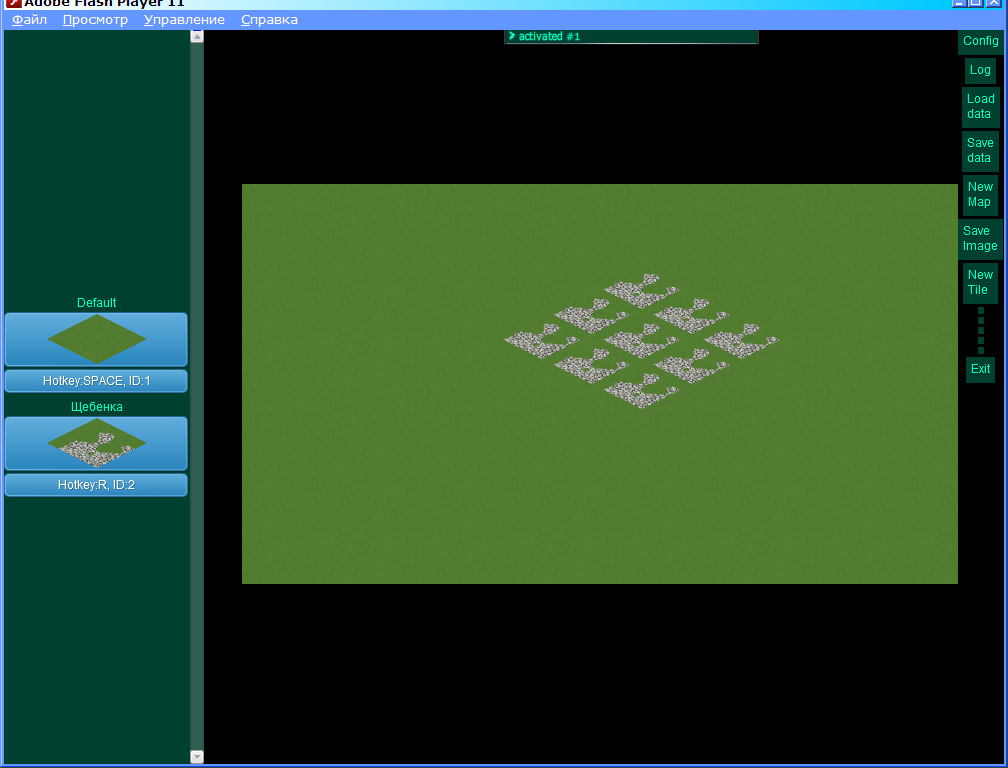 Adobe Flash Player 11
Файл Просмотр Управление Справка
> activated #1
Config
Log
Load
data
Save
data
New
Map
Save
Image
New
Tile
Exit
Default
Hotkey:SPACE, ID:1
Щебенка
Hotkey:R, ID:2